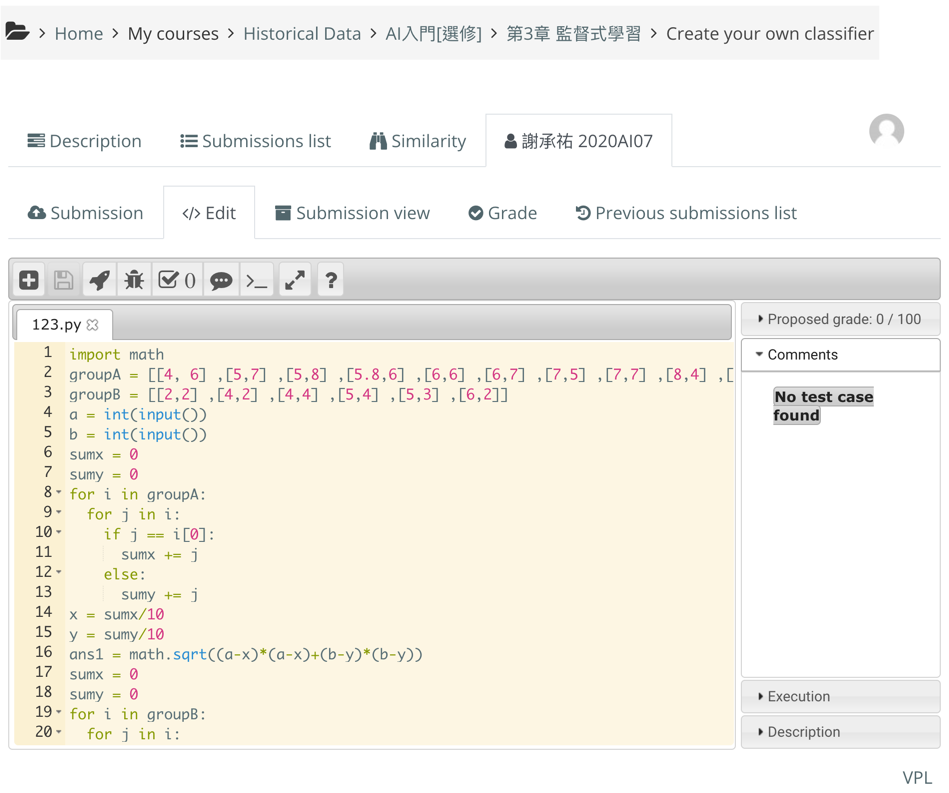 > Home > My courses > Historical Data > AI入門[選修] > 第3章 監督式學習 > Create your own classifier
Description Submissions list Similarity 謝承祐 2020AI07
Submission </> Edit Submission view Grade Previous submissions list
0 >_ ?
123.py
1 import math
2 groupA = [[4, 6] ,[5,7] ,[5,8] ,[5.8,6] ,[6,6] ,[6,7] ,[7,5] ,[7,7] ,[8,4] ,[
3 groupB = [[2,2] ,[4,2] ,[4,4] ,[5,4] ,[5,3] ,[6,2]]
4 a = int(input())
5 b = int(input())
6 sumx = 0
7 sumy = 0
8 for i in groupA:
9 for j in i:
10 if j == i[0]:
11 sumx += j
12 else:
13 sumy += j
14 x = sumx/10
15 y = sumy/10
16 ans1 = math.sqrt((a-x)*(a-x)+(b-y)*(b-y))
17 sumx = 0
18 sumy = 0
19 for i in groupB:
20 for j in i:
Proposed grade: 0 / 100
Comments
No test case
found
Execution
Description
VPL